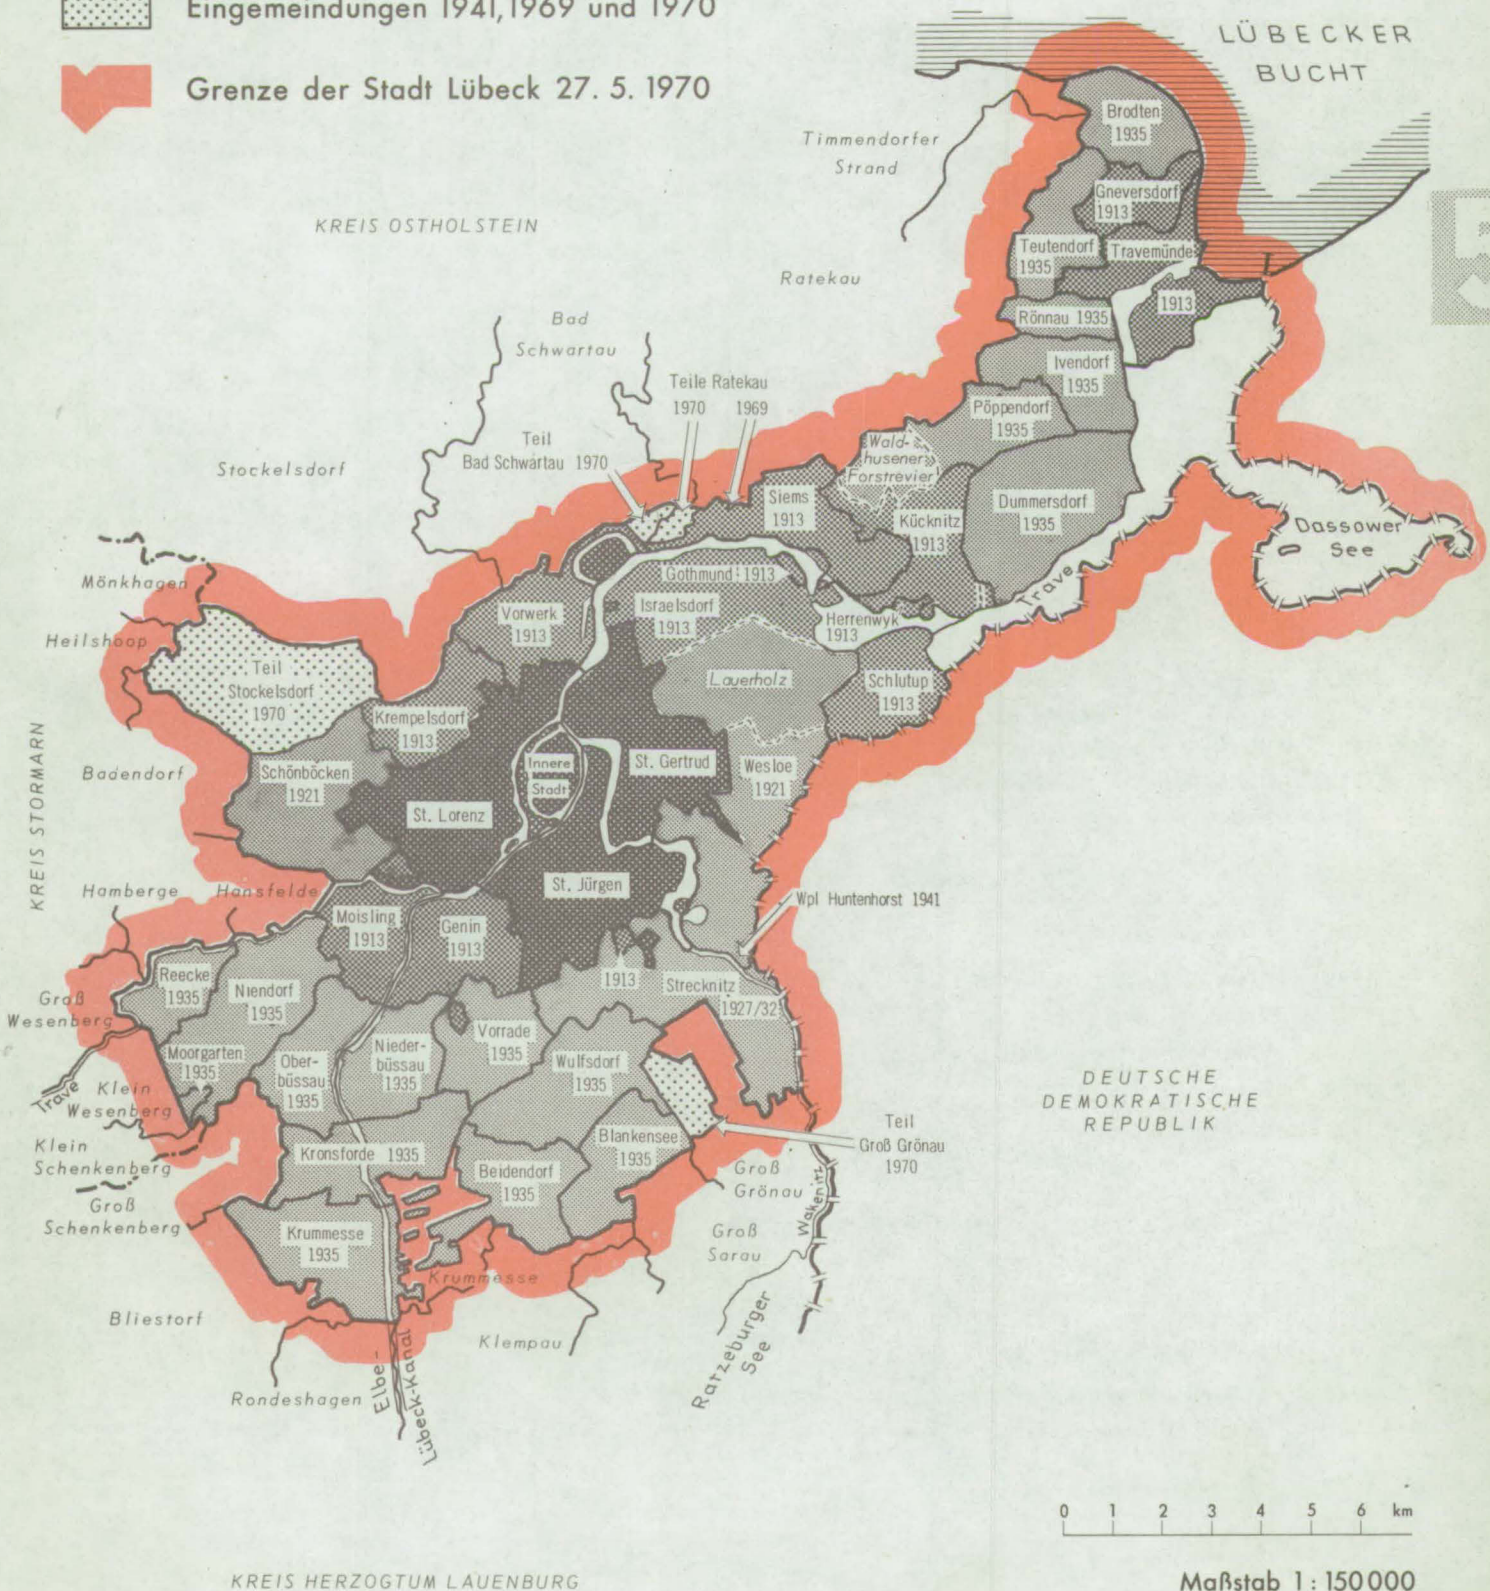 Eingemeindungen 1941, 1969 und 1970
Grenze der Stadt Lübeck 27. 5. 1970
LÜBECKER
BUCHT
Brodten
1935
Timmendorfer
Strand
Gneversdorf
1913
KREIS OSTHOLSTEIN
Teutendorf
1935
Travemünde
1913
Ratekau
Rönnau 1935
Bad
Schwartau
Ivendorf
1935
Teile Ratekau
1970 1969
Pöppendorf
1935
Teil
Bad Schwartau 1970
Wald-
husener
Forstrevier
Stockelsdorf
Siems
1913
Dummersdorf
1935
Kücknitz
1913
Dassower
See
Mönkhagen
Gothmund 1913
Trave
Vorwerk
1913
Israelsdorf
1913
Herrenwyk
1913
Heilshoop
Teil
Stockelsdorf
1970
Lauerholz
Schlutup
1913
Krempelsdorf
1913
KREIS STORMARN
Badendorf
Schönböcken
1921
Innere
Stadt
St. Gertrud
Wesloe
1921
St. Lorenz
Hamberge
Hansfelde
St. Jürgen
Wpl Huntenhorst 1941
Moisling
1913
Genin
1913
Reecke
1935
Niendorf
1935
1913
Strecknitz
1927/32
Groß
Wesenberg
Vorrade
1935
Moorgarten
1935
Ober-
büssau
1935
Nieder-
büssau
1935
Wulfsdorf
1935
Trave
Klein
Wesenberg
DEUTSCHE
DEMOKRATISCHE
REPUBLIK
Klein
Schenkenberg
Kronsforde 1935
Blankensee
1935
Teil
Groß Grönau
1970
Beidendorf
1935
Groß
Grönau
Groß
Schenkenberg
Wakenitz
Krummesse
1935
Groß
Sarau
Krummesse
Bliestorf
Klempau
Ratzeburger
See
Rondeshagen
Elbe-
Lübeck-Kanal
0 1 2 3 4 5 6 km
Maßstab 1 : 150 000
KREIS HERZOGTUM LAUENBURG